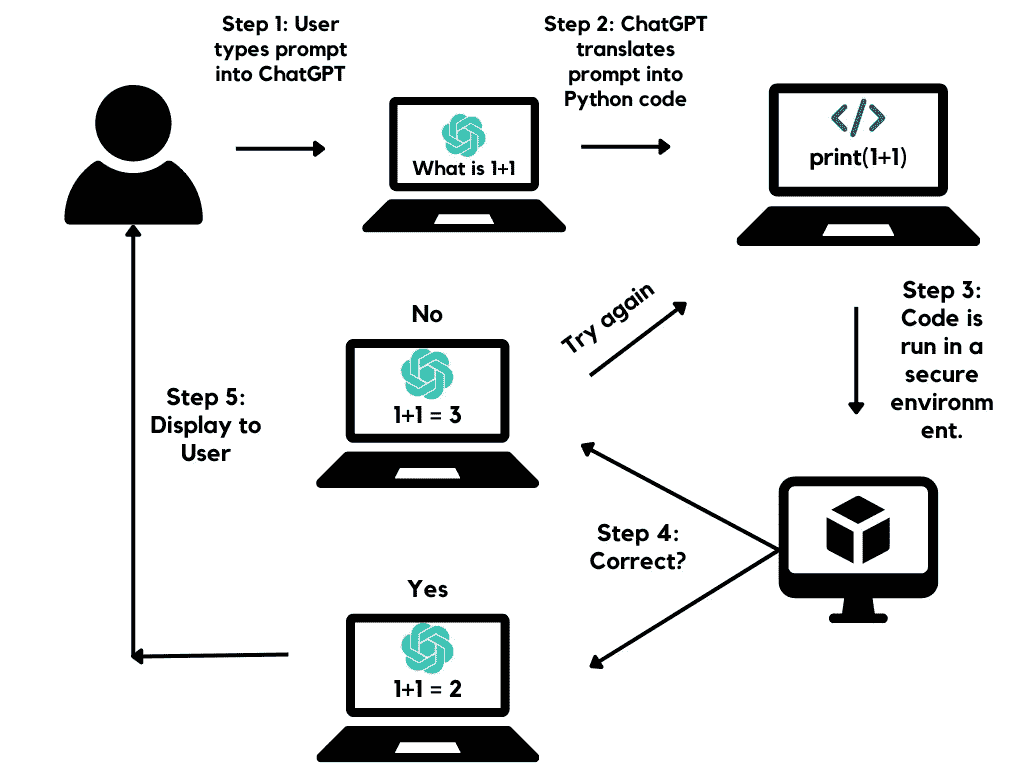 Step 1: User
types prompt
into ChatGPT
Step 2: ChatGPT
translates
prompt into
Python code
What is 1+1
</>
print(1+1)
Step 3:
Code is
run in a
secure
environm
ent.
No
Try again
1+1 = 3
Step 5:
Display to
User
Step 4:
Correct?
Yes
1+1 = 2